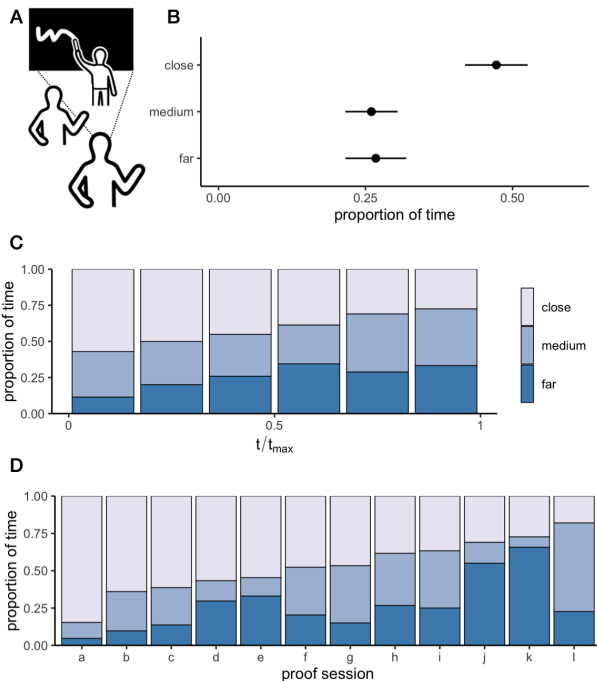 A
B
close
medium
far
0.00 0.25 0.50
proportion of time
C
proportion of time
1.00
0.75
0.50
0.25
0.00
0 0.5 1
t/tmax
close
medium
far
D
proportion of time
1.00
0.75
0.50
0.25
0.00
a b c d e f g h i j k l
proof session